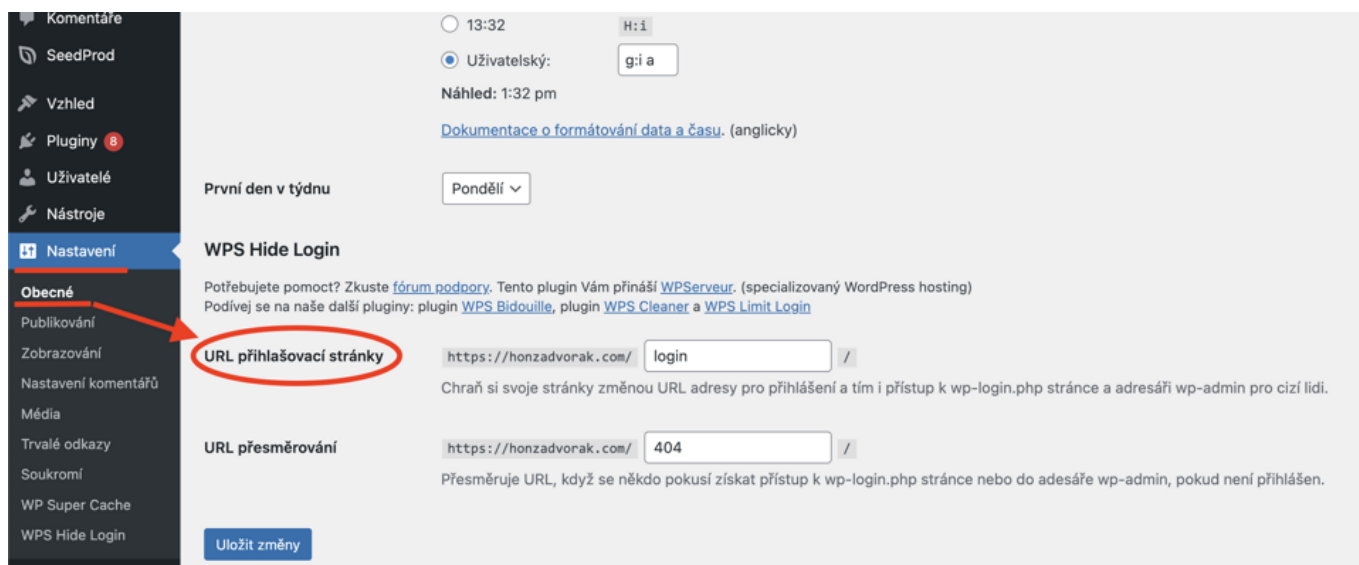 Komentáře
SeedProd
Vzhled
Pluginy 8
Uživatelé
Nástroje
Nastavení
Obecné
Publikování
Zobrazování
Nastavení komentářů
Média
Trvalé odkazy
Soukromí
WP Super Cache
WPS Hide Login
13:32 H:i
Uživatelský: g:i a
Náhled: 1:32 pm
Dokumentace o formátování data a času. (anglicky)
První den v týdnu Pondělí
WPS Hide Login
Potřebujete pomoct? Zkuste fórum podpory. Tento plugin Vám přináší WPServeur. (specializovaný WordPress hosting)
Podívej se na naše další pluginy: plugin WPS Bidouille, plugin WPS Cleaner a WPS Limit Login
URL přihlašovací stránky https://honzadvorak.com/ login /
Chraň si svoje stránky změnou URL adresy pro přihlášení a tím i přístup k wp-login.php stránce a adresáři wp-admin pro cizí lidi.
URL přesměrování https://honzadvorak.com/ 404 /
Přesměruje URL, když se někdo pokusí získat přístup k wp-login.php stránce nebo do adesáře wp-admin, pokud není přihlášen.
Uložit změny